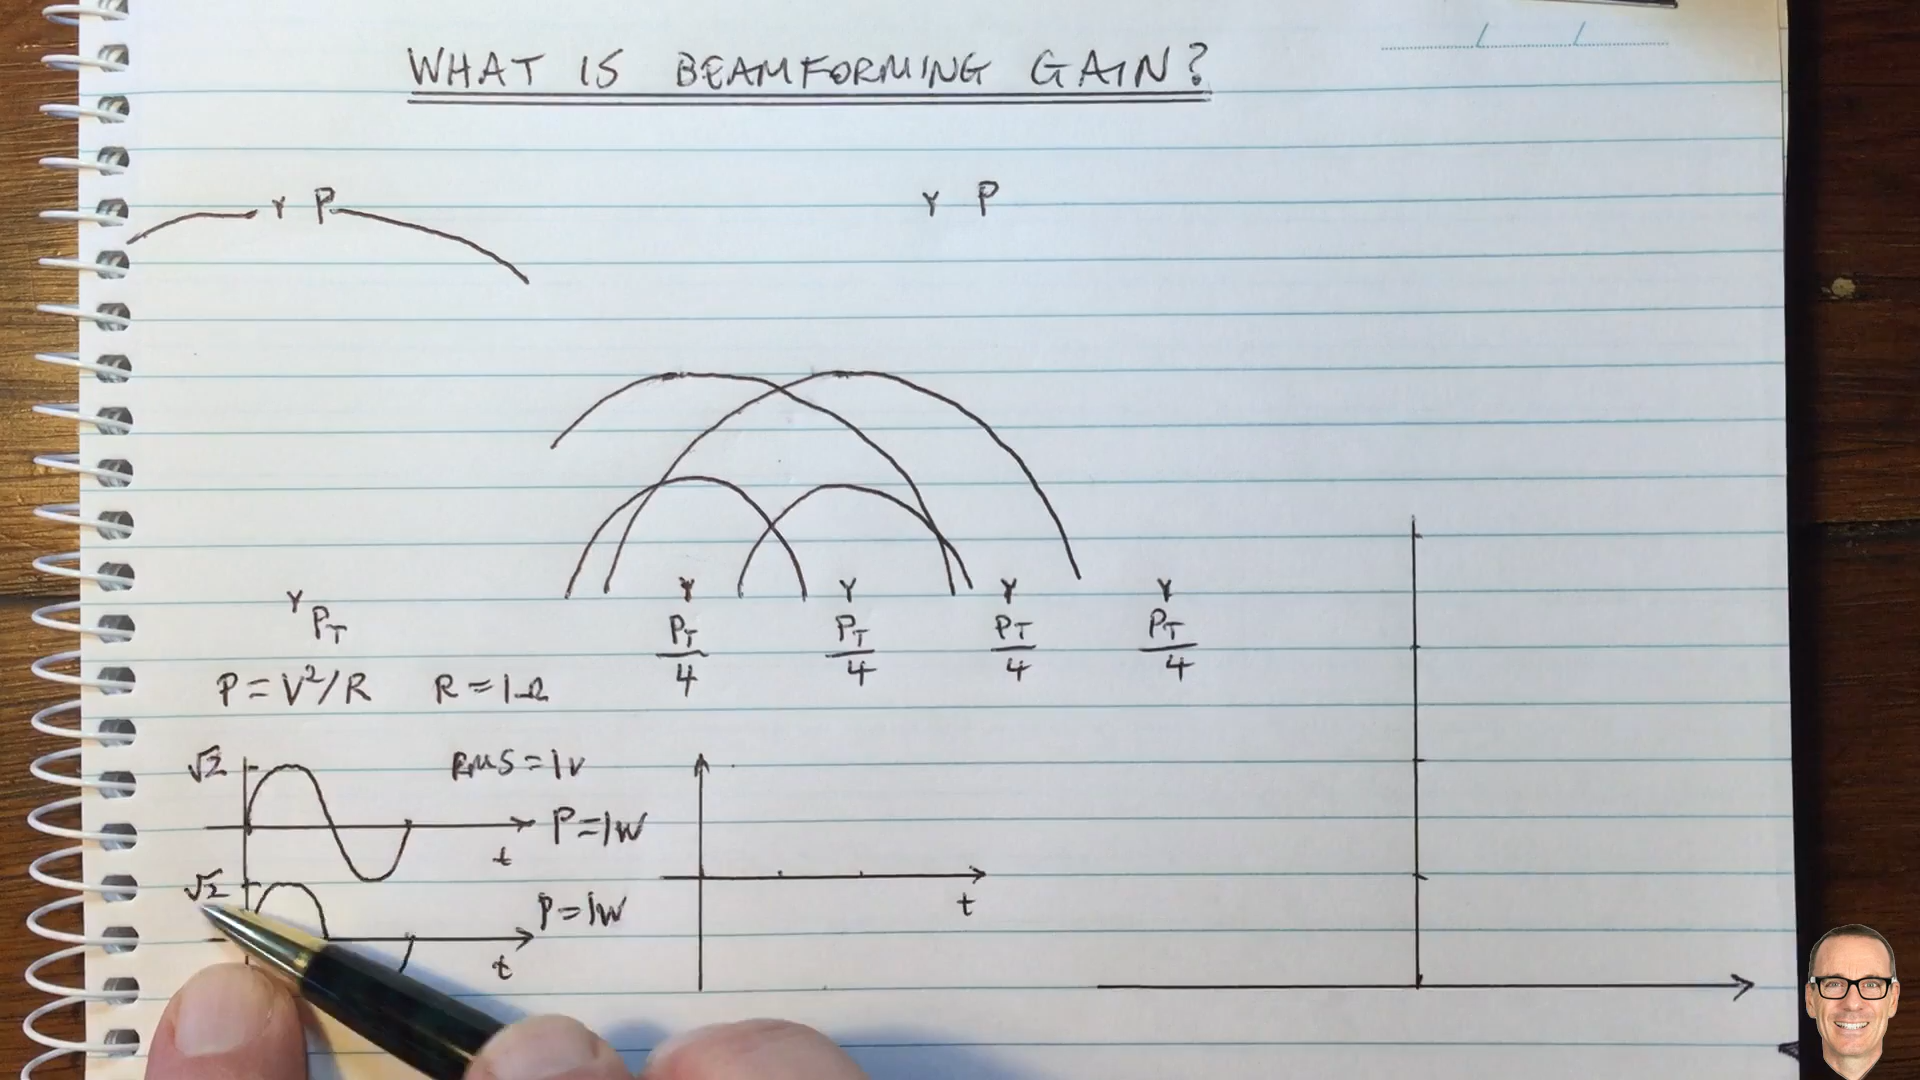 WHAT IS BEAMFORMING GAIN?
Y P
Y P
Y Y Y Y Y
P_T P_T/4 P_T/4 P_T/4 P_T/4
P = V²/R R = 1Ω
√2 RMS = 1V
P = 1W
t
√2 P = 1W
t
t